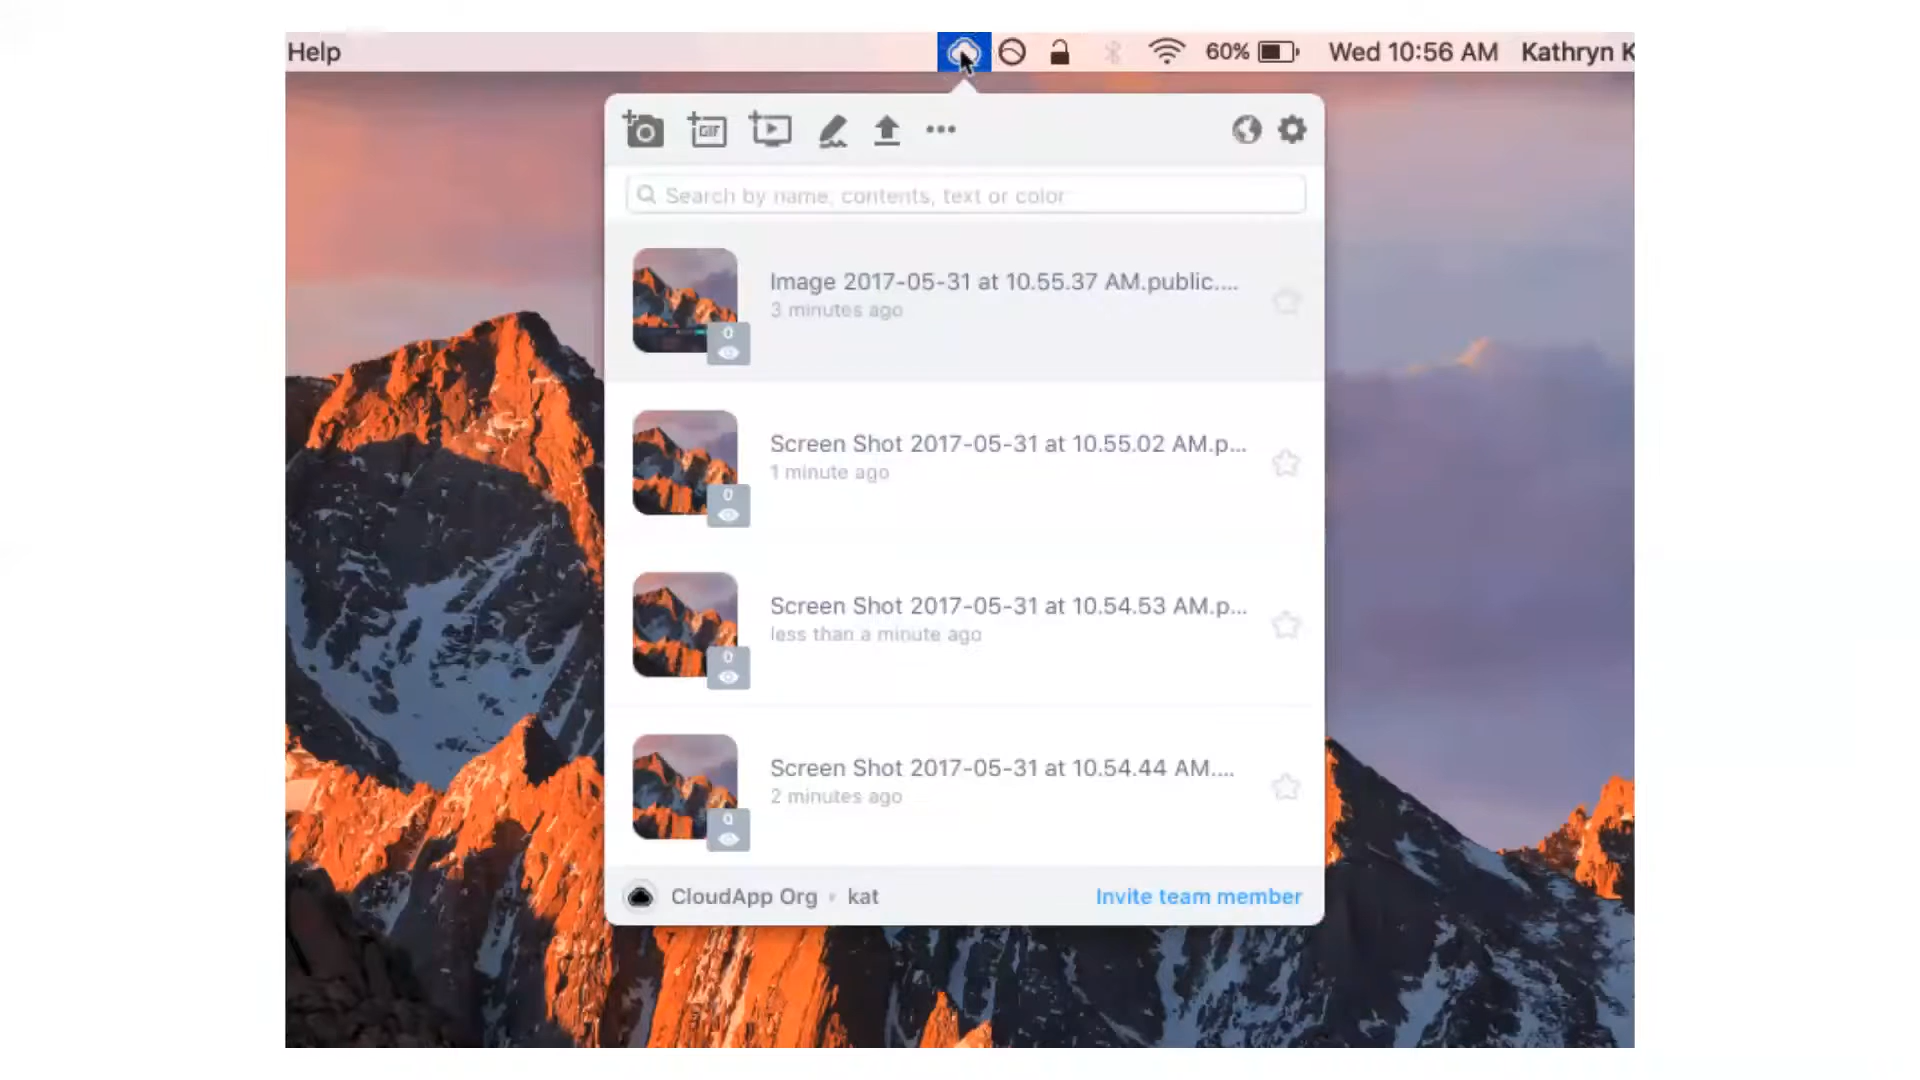 Help 60% Wed 10:56 AM Kathryn K
GIF
Search by name, contents, text or color
Image 2017-05-31 at 10.55.37 AM.public....
3 minutes ago
0
Screen Shot 2017-05-31 at 10.55.02 AM.p...
1 minute ago
0
Screen Shot 2017-05-31 at 10.54.53 AM.p...
less than a minute ago
0
Screen Shot 2017-05-31 at 10.54.44 AM....
2 minutes ago
0
CloudApp Org • kat Invite team member